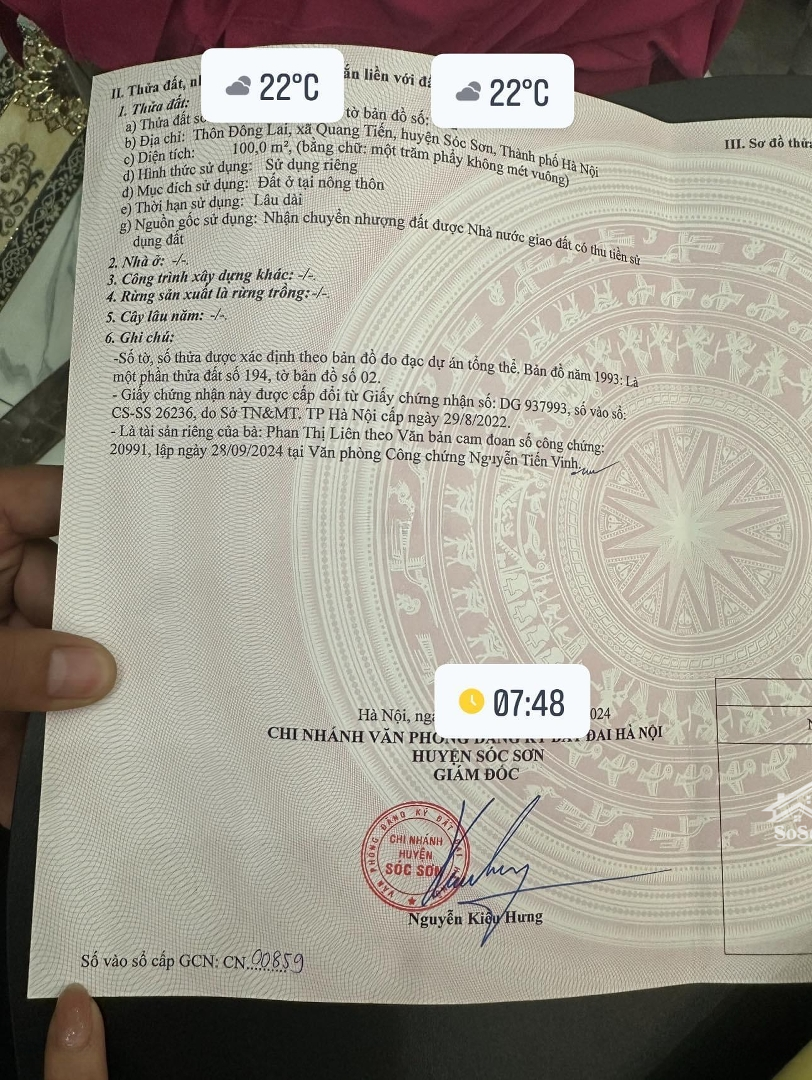 II. Thửa đất, n
ắn liền với đấ
22°C
22°C
1. Thửa đất:
a) Thửa đất số
tờ bản đồ số:
b) Địa chỉ: Thôn Đông Lai, xã Quang Tiến, huyện Sóc Sơn, Thành phố Hà Nội
c) Diện tích: 100,0 m², (bằng chữ: một trăm phẩy không mét vuông)
d) Hình thức sử dụng: Sử dụng riêng
đ) Mục đích sử dụng: Đất ở tại nông thôn
e) Thời hạn sử dụng: Lâu dài
g) Nguồn gốc sử dụng: Nhận chuyển nhượng đất được Nhà nước giao đất có thu tiền sử
dụng đất
2. Nhà ở: -/-.
3. Công trình xây dựng khác: -/-.
4. Rừng sản xuất là rừng trồng: -/-.
5. Cây lâu năm: -/-.
6. Ghi chú:
-Số tờ, số thửa được xác định theo bản đồ đo đạc dự án tổng thể, Bản đồ năm 1993: Là
một phần thửa đất số 194, tờ bản đồ số 02.
- Giấy chứng nhận này được cấp đổi từ Giấy chứng nhận số: DG 937993, số vào sổ:
CS-SS 26236, do Sở TN&MT. TP Hà Nội cấp ngày 29/8/2022.
- Là tài sản riêng của bà: Phan Thị Liên theo Văn bản cam đoan số công chứng:
20991, lập ngày 28/09/2024 tại Văn phòng Công chứng Nguyễn Tiến Vinh.
III. Sơ đồ thửa
07:48
Hà Nội, ngà
024
CHI NHÁNH VĂN PHÒNG ĐĂNG KÝ ĐẤT ĐAI HÀ NỘI
HUYỆN SÓC SƠN
GIÁM ĐỐC
VĂN PHÒNG ĐĂNG KÝ ĐẤT ĐAI
CHI NHÁNH
HUYỆN
SÓC SƠN
Nguyễn Kiều Hưng
Số vào sổ cấp GCN: CN 00859